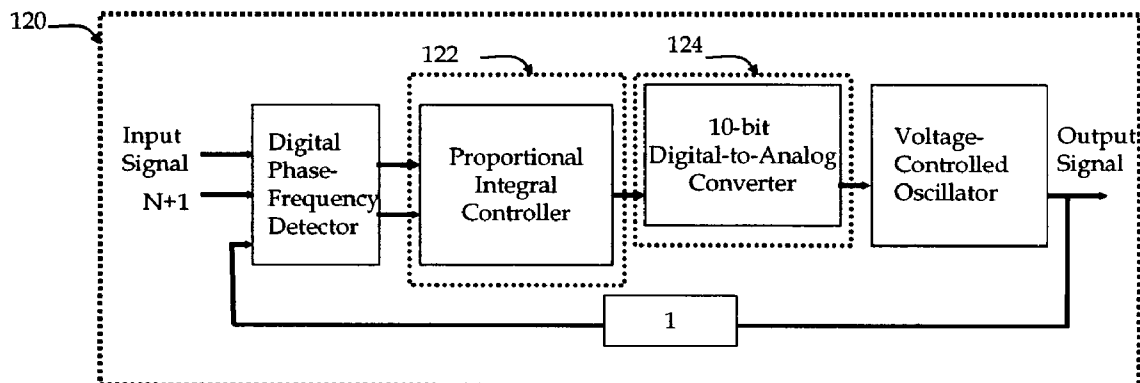 120
122
124
Input
Signal
N+1
Digital
Phase-
Frequency
Detector
Proportional
Integral
Controller
10-bit
Digital-to-Analog
Converter
Voltage-
Controlled
Oscillator
Output
Signal
1